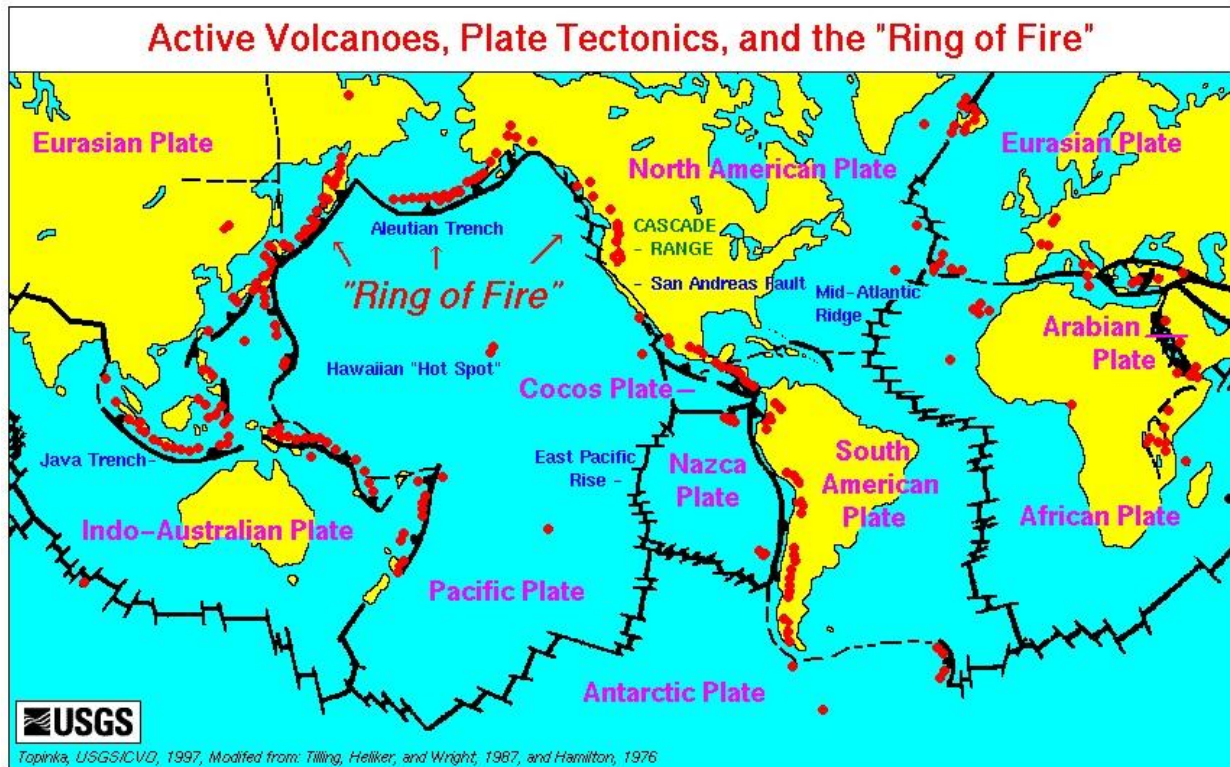 Active Volcanoes, Plate Tectonics, and the "Ring of Fire"
Eurasian Plate
North American Plate
Eurasian Plate
Aleutian Trench
CASCADE
- RANGE
"Ring of Fire"
- San Andreas Fault
Mid-Atlantic
Ridge
Arabian
Plate
Hawaiian "Hot Spot"
Cocos Plate
Java Trench-
East Pacific
Rise -
Nazca
Plate
South
American
Plate
Indo-Australian Plate
African Plate
Pacific Plate
Antarctic Plate
USGS
Topinka, USGS/CVO, 1997, Modifed from: Tilling, Heliker, and Wright, 1987, and Hamilton, 1976